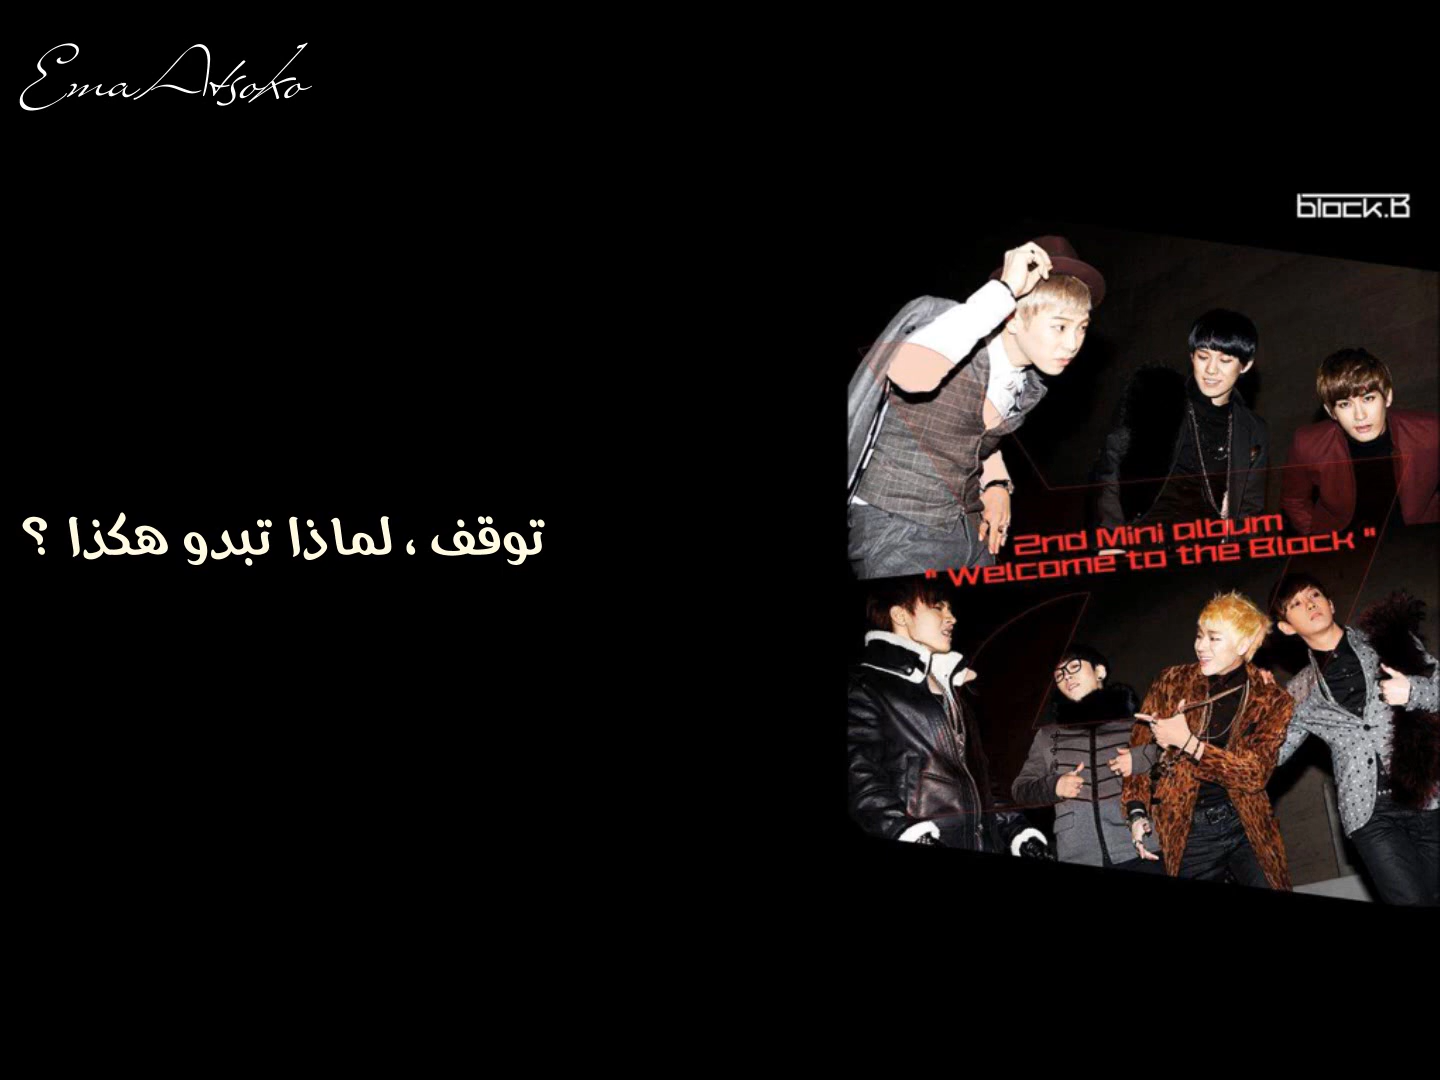 EmaAtsoko
block.B
توقف ، لماذا تبدو هكذا ؟
2nd Mini album
" Welcome to the Block "